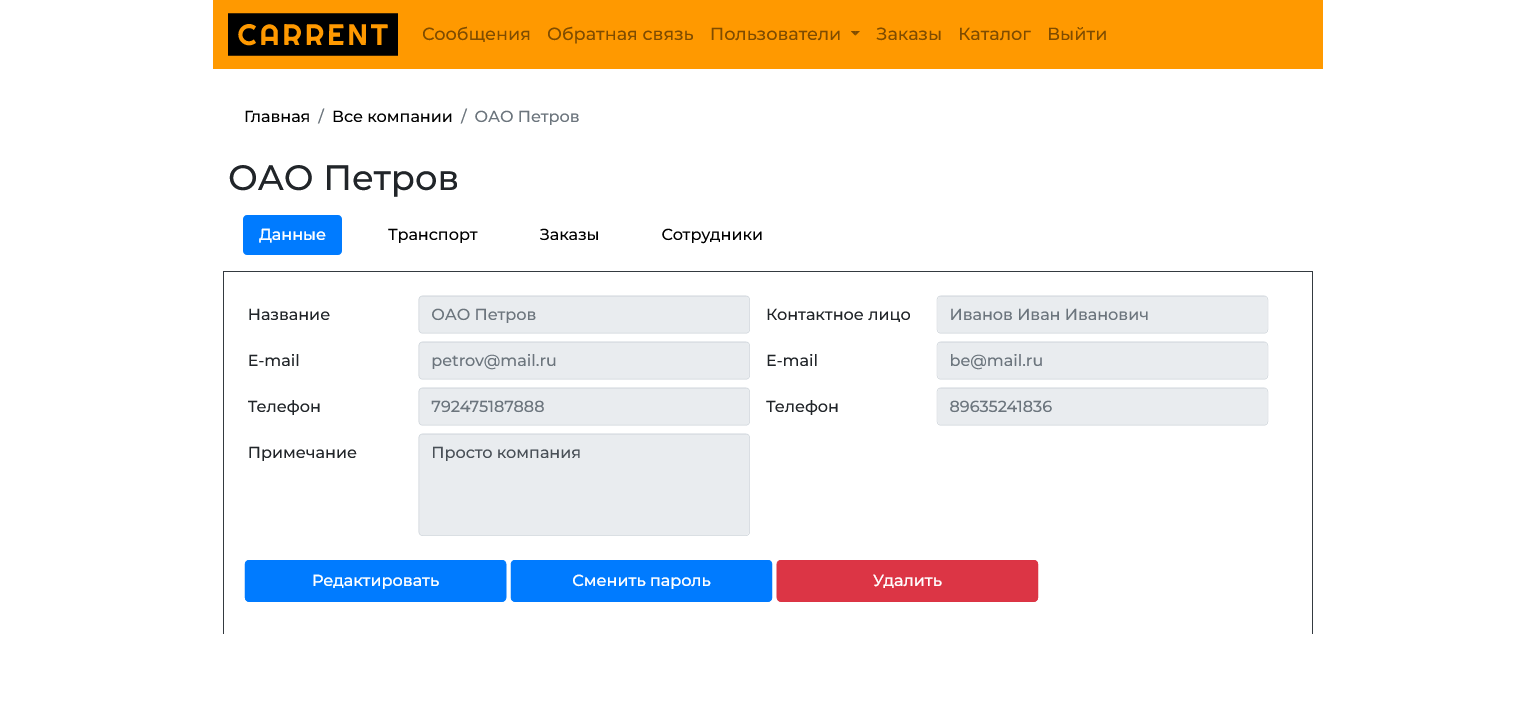 CARRENT Сообщения Обратная связь Пользователи Заказы Каталог Выйти
Главная / Все компании / ОАО Петров
ОАО Петров
Данные Транспорт Заказы Сотрудники
Название ОАО Петров Контактное лицо Иванов Иван Иванович
E-mail petrov@mail.ru E-mail be@mail.ru
Телефон 792475187888 Телефон 89635241836
Примечание Просто компания
Редактировать Сменить пароль Удалить